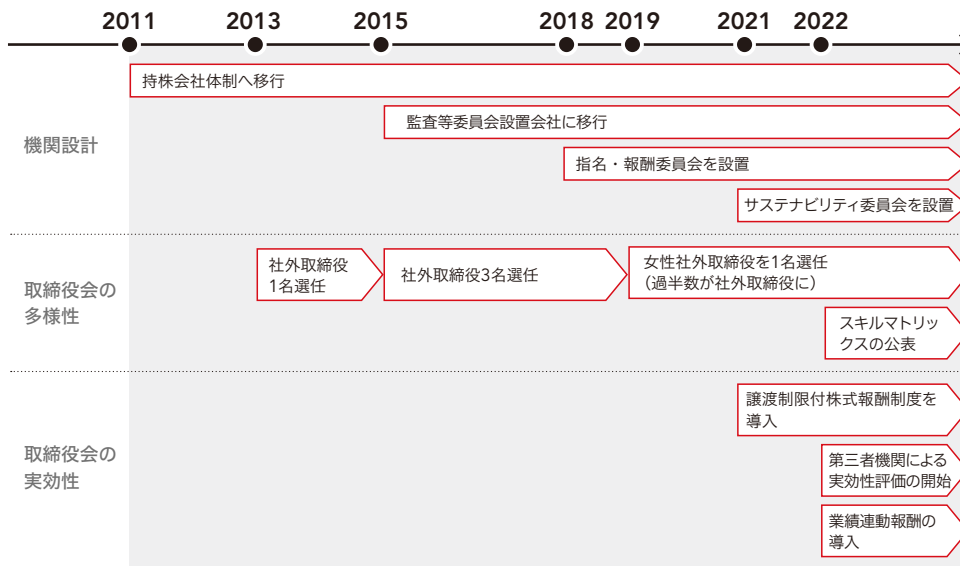 2011 2013 2015 2018 2019 2021 2022
機関設計
持株会社体制へ移行
監査等委員会設置会社に移行
指名・報酬委員会を設置
サステナビリティ委員会を設置
取締役会の
多様性
社外取締役
1名選任
社外取締役3名選任
女性社外取締役を1名選任
（過半数が社外取締役に）
スキルマトリッ
クスの公表
取締役会の
実効性
譲渡制限付株式報酬制度を
導入
第三者機関による
実効性評価の開始
業績連動報酬の
導入